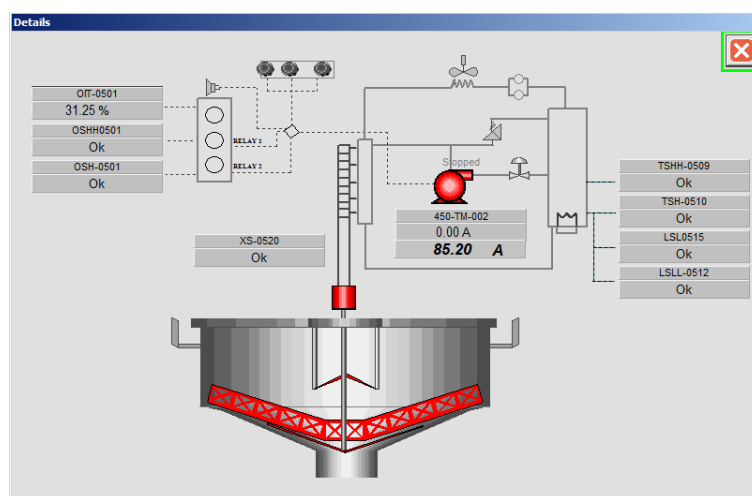 Details
OIT-0501
31.25 %
OSHH0501
Ok
OSH-0501
Ok
RELAY 1
RELAY 2
Stopped
450-TM-002
0.00 A
85.20 A
XS-0520
Ok
TSHH-0509
Ok
TSH-0510
Ok
LSL0515
Ok
LSLL-0512
Ok